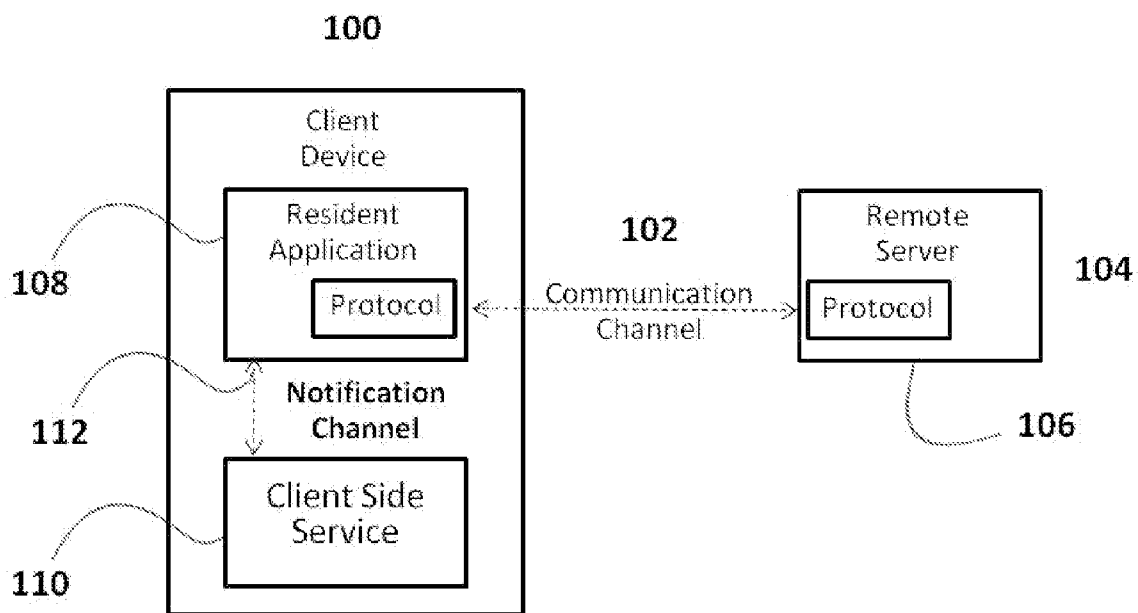 100
Client
Device
Resident
Application
Protocol
108
112
Notification
Channel
Client Side
Service
110
102
Communication
Channel
Remote
Server
Protocol
104
106